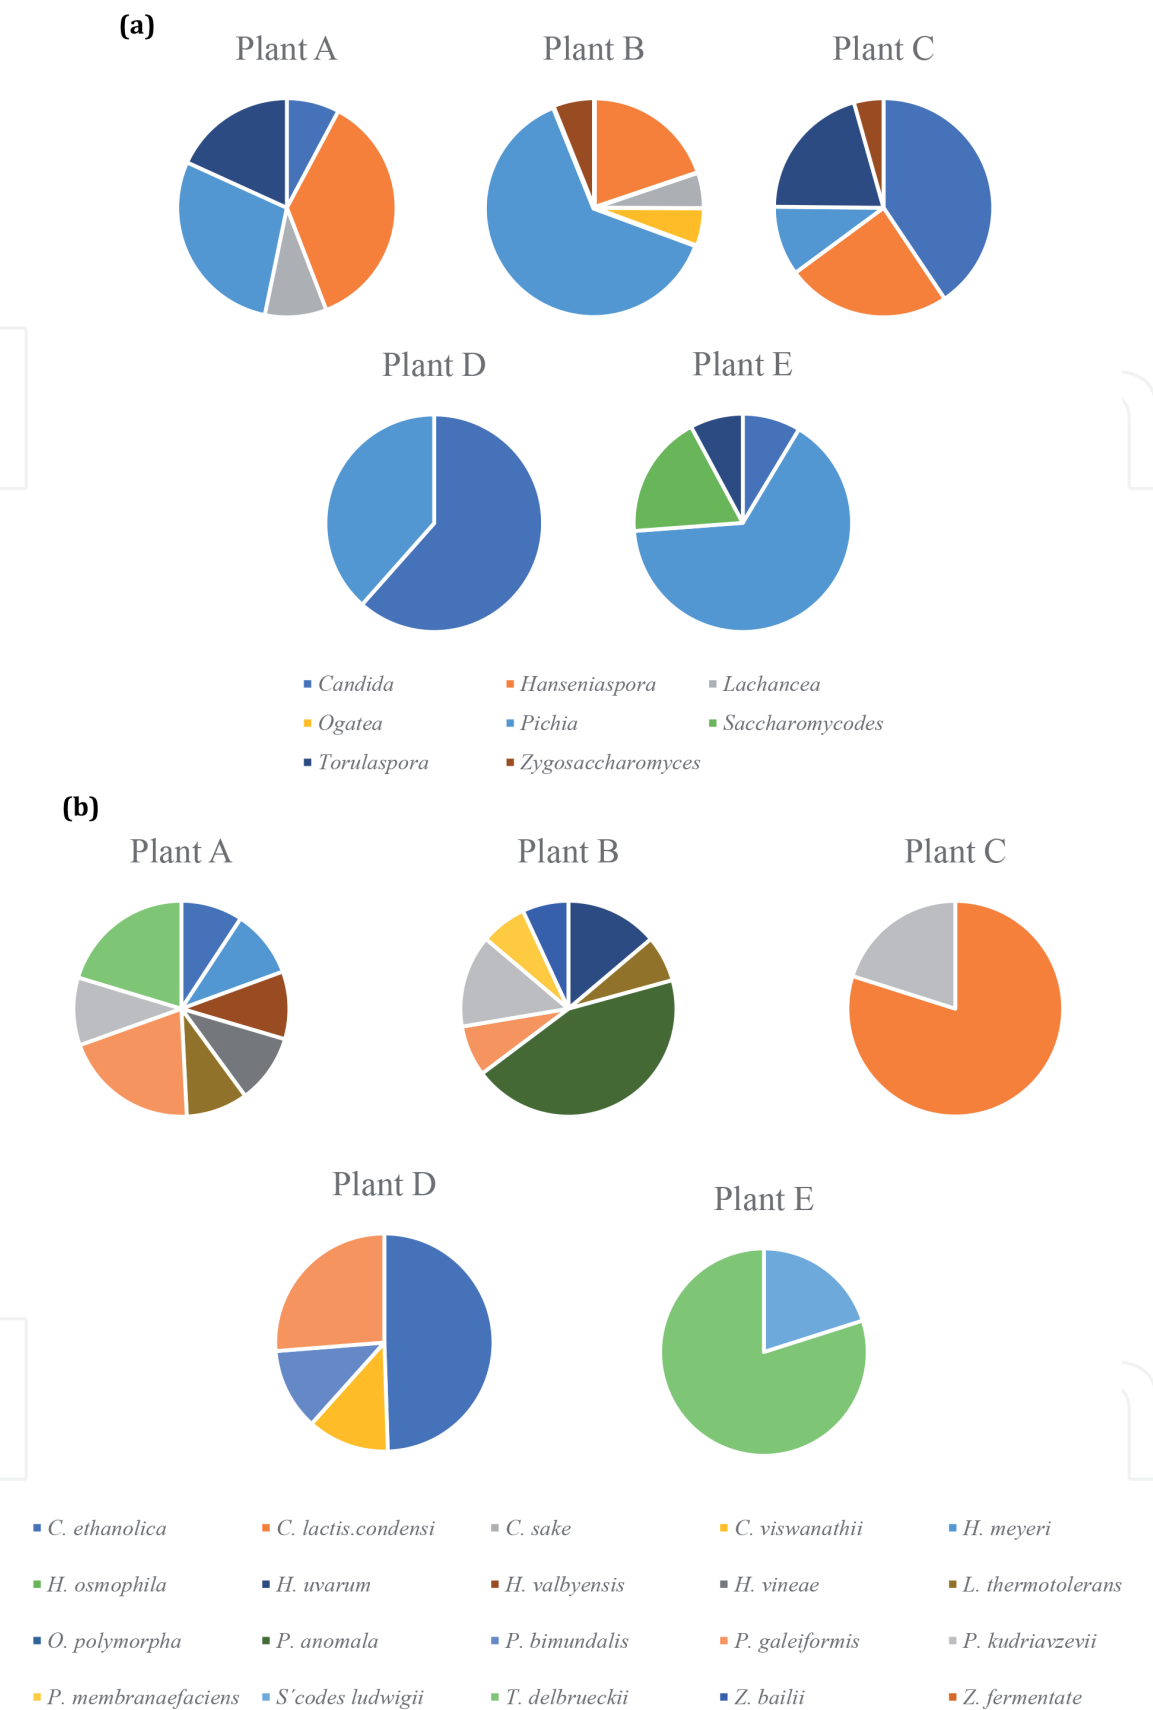 (a)
Plant A Plant B Plant C
Plant D Plant E
Candida Hanseniaspora Lachancea
Ogatea Pichia Saccharomycodes
Torulaspora Zygosaccharomyces
(b)
Plant A Plant B Plant C
Plant D
Plant E
C. ethanolica C. lactis.condensi C. sake C. viswanathii H. meyeri
H. osmophila H. uvarum H. valbyensis H. vineae L. thermotolerans
O. polymorpha P. anomala P. bimundalis P. galeiformis P. kudriavzevii
P. membranaefaciens S´codes ludwigii T. delbrueckii Z. bailii Z. fermentate